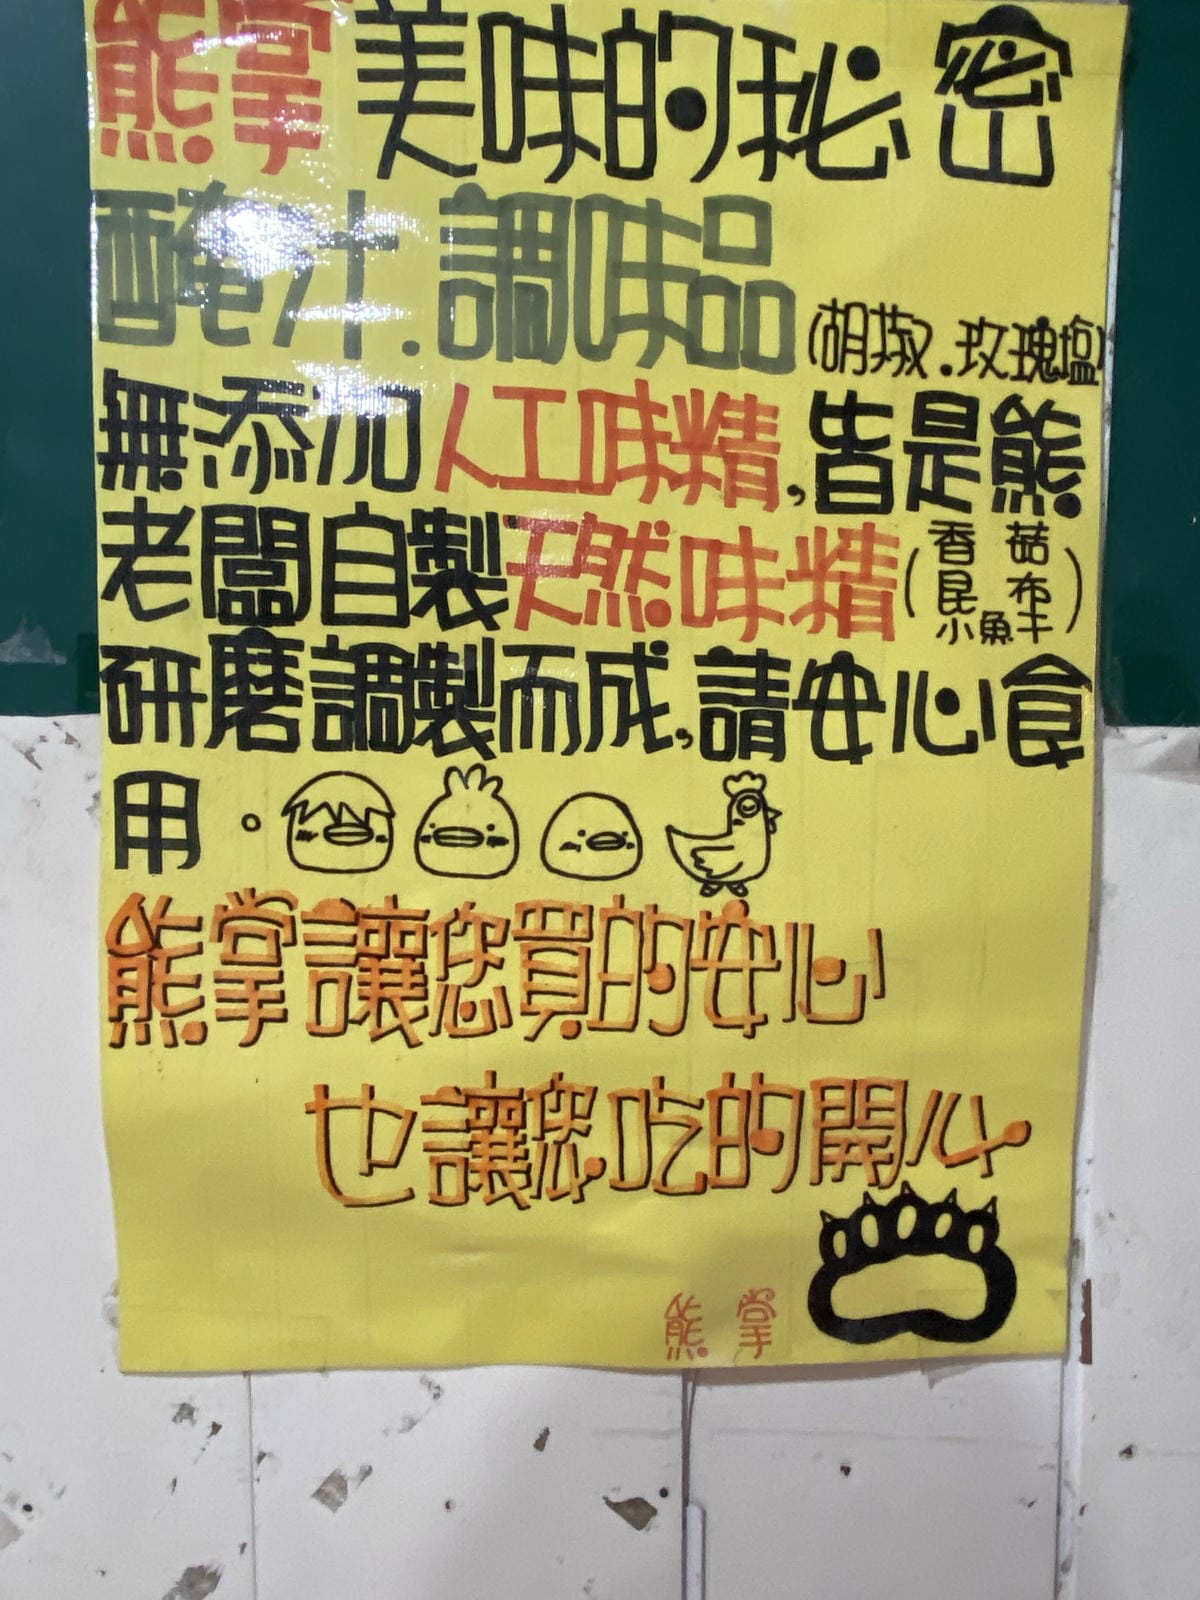 熊掌美味的秘密
醃汁.調味品(胡椒.玫瑰塩)
無添加人工味精,皆是熊
老闆自製天然味精(香菇
昆布
小魚干)
研磨調製而成,請安心食
用。
熊掌讓您買的安心
也讓您吃的開心
熊掌